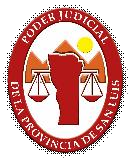 PODER JUDICIAL
DE LA PROVINCIA DE SAN LUIS